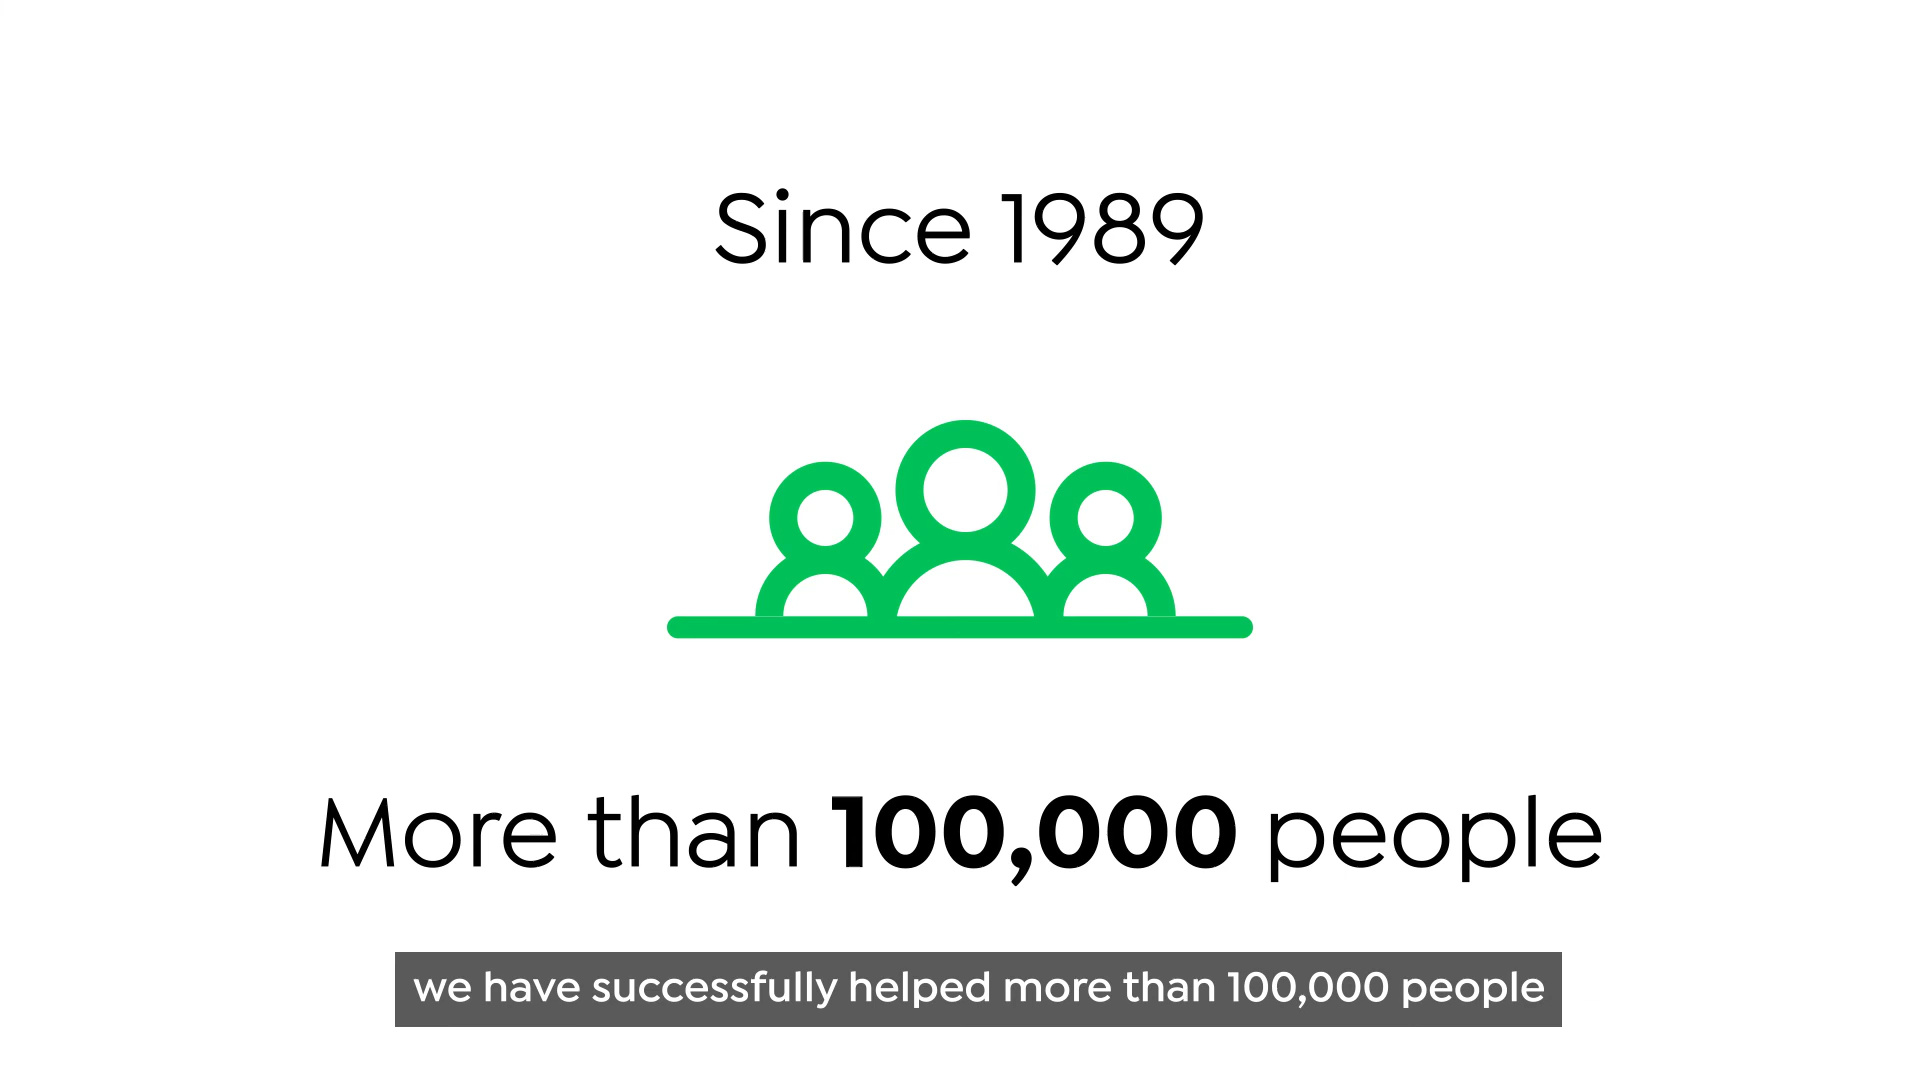 Since 1989
More than 100,000 people
we have successfully helped more than 100,000 people